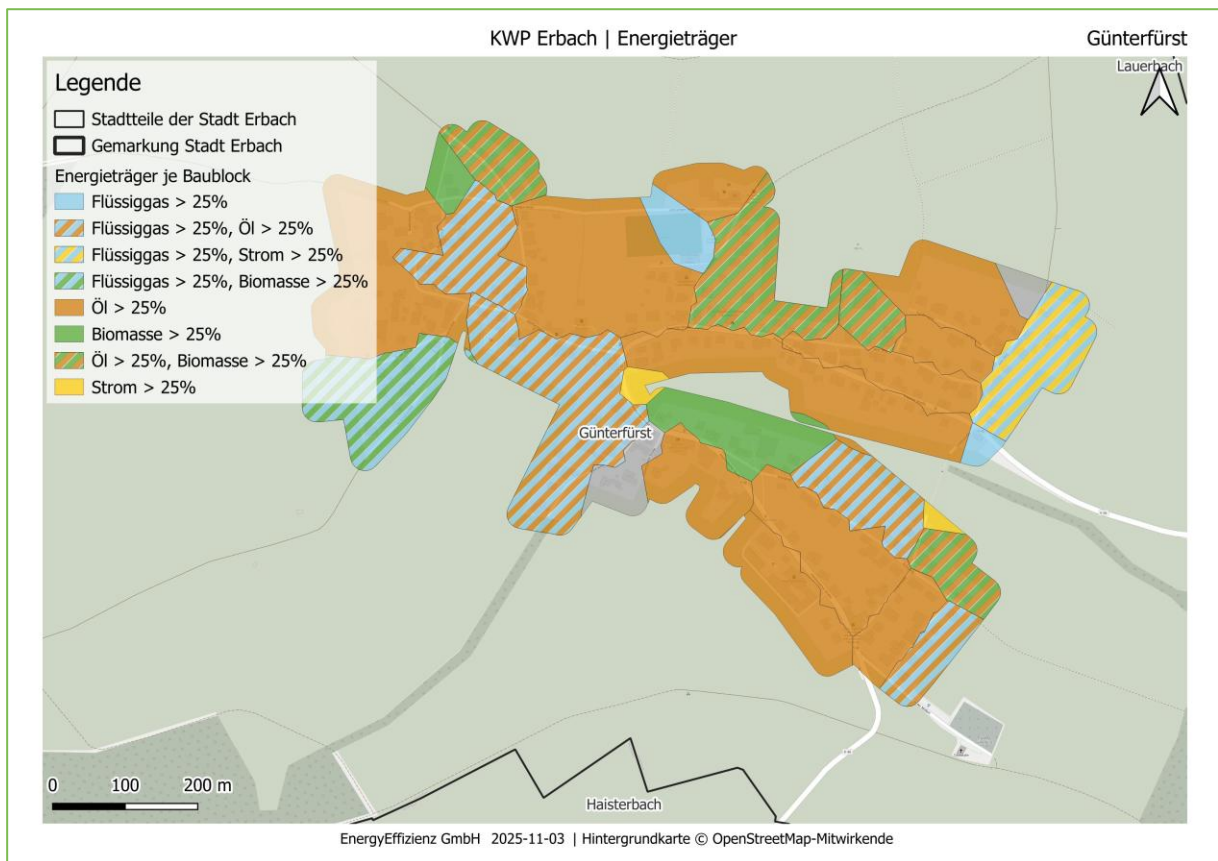 KWP Erbach | Energieträger
Günterfürst
Lauerbach
Legende
Stadtteile der Stadt Erbach
Gemarkung Stadt Erbach
Energieträger je Baublock
Flüssiggas > 25%
Flüssiggas > 25%, Öl > 25%
Flüssiggas > 25%, Strom > 25%
Flüssiggas > 25%, Biomasse > 25%
Öl > 25%
Biomasse > 25%
Öl > 25%, Biomasse > 25%
Strom > 25%
Günterfürst
0 100 200 m
Haisterbach
EnergyEffizienz GmbH 2025-11-03 | Hintergrundkarte © OpenStreetMap-Mitwirkende